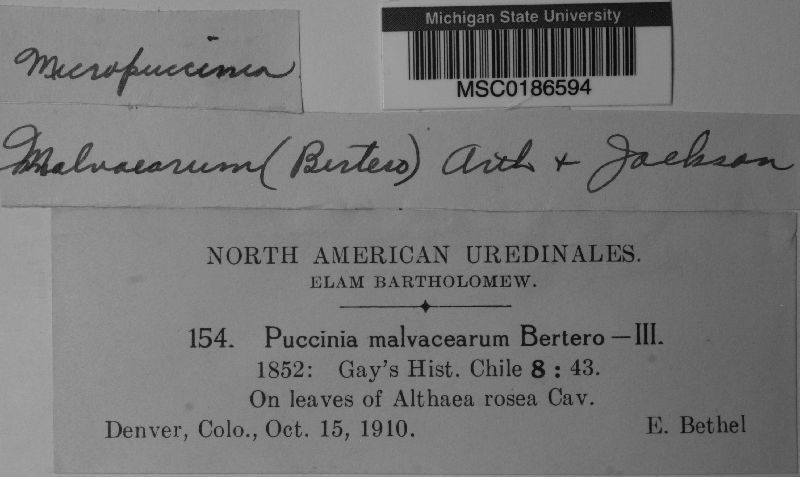 Michigan State University
MSC0186594
Micropuccinia
Malvacearum (Bertero) Arth & Jackson
NORTH AMERICAN UREDINALES.
ELAM BARTHOLOMEW.
154. Puccinia malvacearum Bertero — III.
1852: Gay's Hist. Chile 8 : 43.
On leaves of Althaea rosea Cav.
Denver, Colo., Oct. 15, 1910. E. Bethel